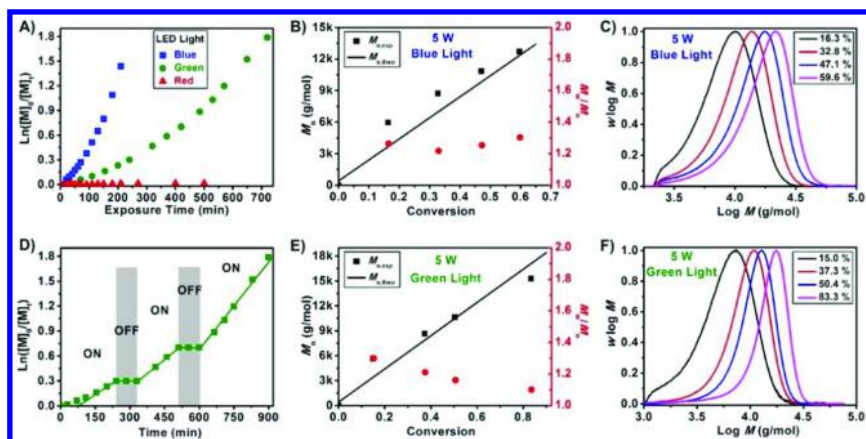 A)
LED Light
Blue
Green
Red
Ln([M]0/[M]t)
1.8
1.5
1.2
0.9
0.6
0.3
0.0
0 100 200 300 400 500 600 700
Exposure Time (min)
B)
5 W
Blue Light
Mn,exp
Mn,theo
Mn (g/mol)
15k
12k
9k
6k
3k
0
0.0 0.1 0.2 0.3 0.4 0.5 0.6 0.7
Conversion
2.0
1.8
1.6
1.4
1.2
1.0
C)
5 W
Blue Light
16.3 %
32.8 %
47.1 %
59.6 %
w log M
1.0
0.8
0.6
0.4
0.2
0.0
3.5 4.0 4.5 5.0
Log M (g/mol)
D)
ON
OFF
ON
OFF
ON
Ln([M]0/[M]t)
1.8
1.5
1.2
0.9
0.6
0.3
0.0
0 150 300 450 600 750 900
Time (min)
E)
5 W
Green Light
Mn,exp
Mn,theo
Mn (g/mol)
18k
15k
12k
9k
6k
3k
0
0.0 0.2 0.4 0.6 0.8
Conversion
2.0
1.8
1.6
1.4
1.2
1.0
F)
5 W
Green Light
15.0 %
37.3 %
50.4 %
83.3 %
w log M
1.0
0.8
0.6
0.4
0.2
0.0
3.0 3.5 4.0 4.5 5.0
Log M (g/mol)